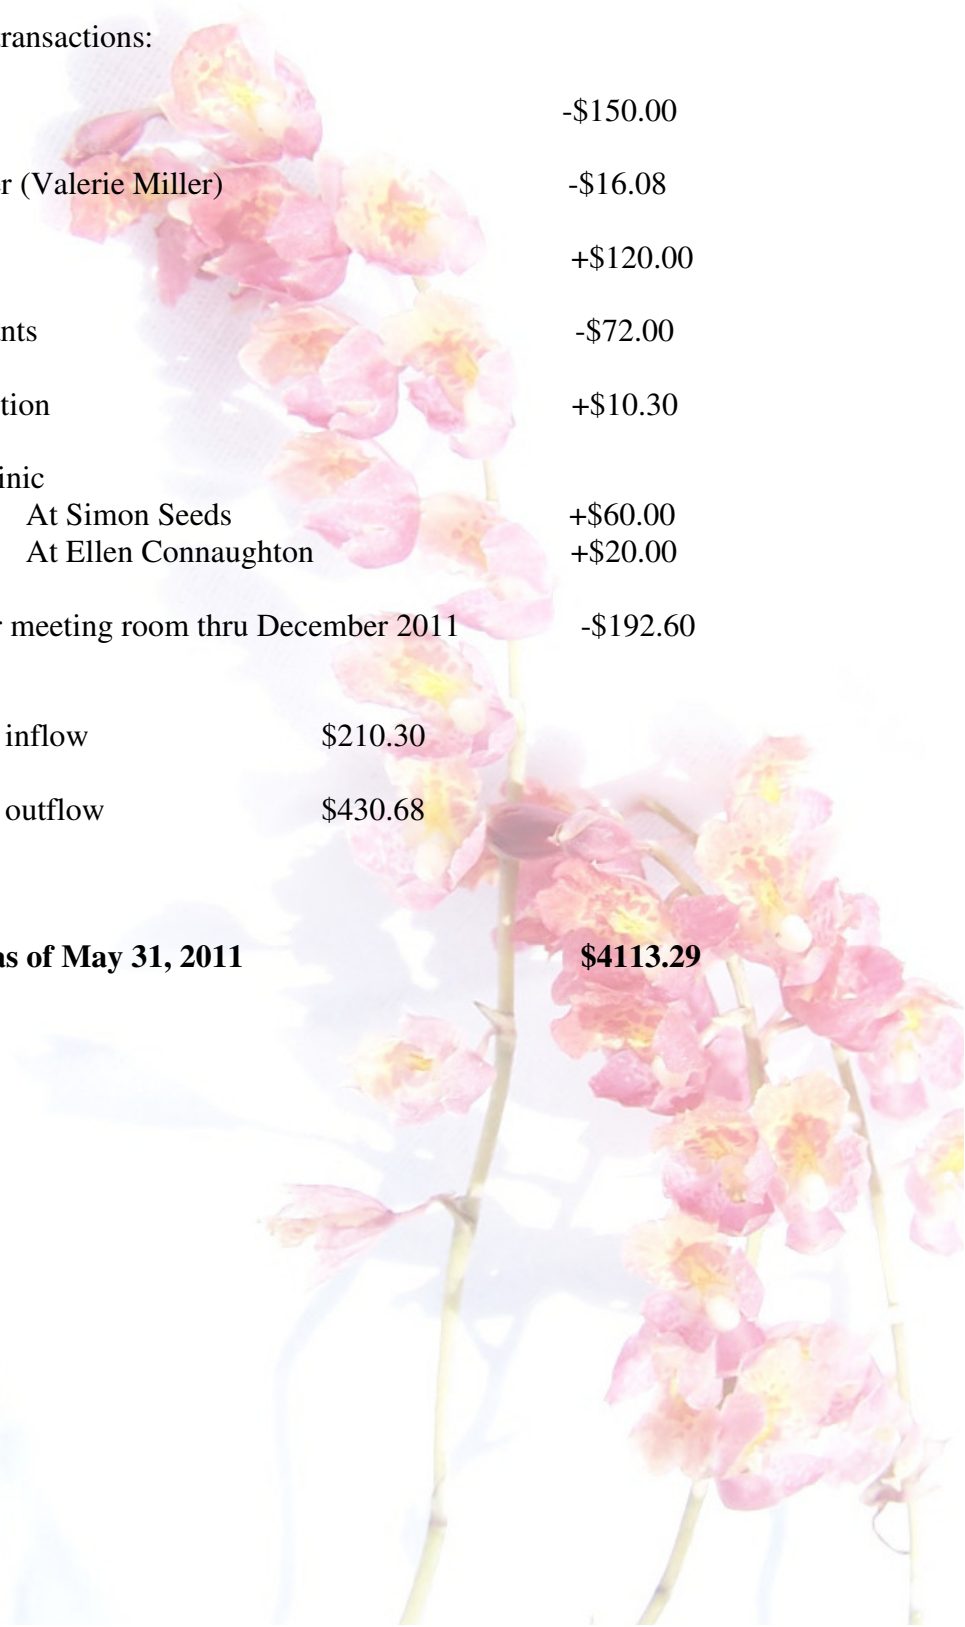 ransactions:
-$150.00
r (Valerie Miller) -$16.08
+$120.00
nts -$72.00
tion +$10.30
inic
At Simon Seeds +$60.00
At Ellen Connaughton +$20.00
r meeting room thru December 2011 -$192.60
inflow $210.30
outflow $430.68
as of May 31, 2011 $4113.29